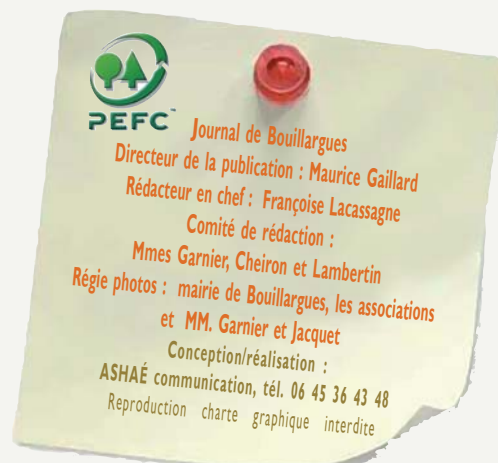 PEFC™
Journal de Bouillargues
Directeur de la publication : Maurice Gaillard
Rédacteur en chef : Françoise Lacassagne
Comité de rédaction :
Mmes Garnier, Cheiron et Lambertin
Régie photos : mairie de Bouillargues, les associations
et MM. Garnier et Jacquet
Conception/réalisation :
ASHAÉ communication, tél. 06 45 36 43 48
Reproduction charte graphique interdite